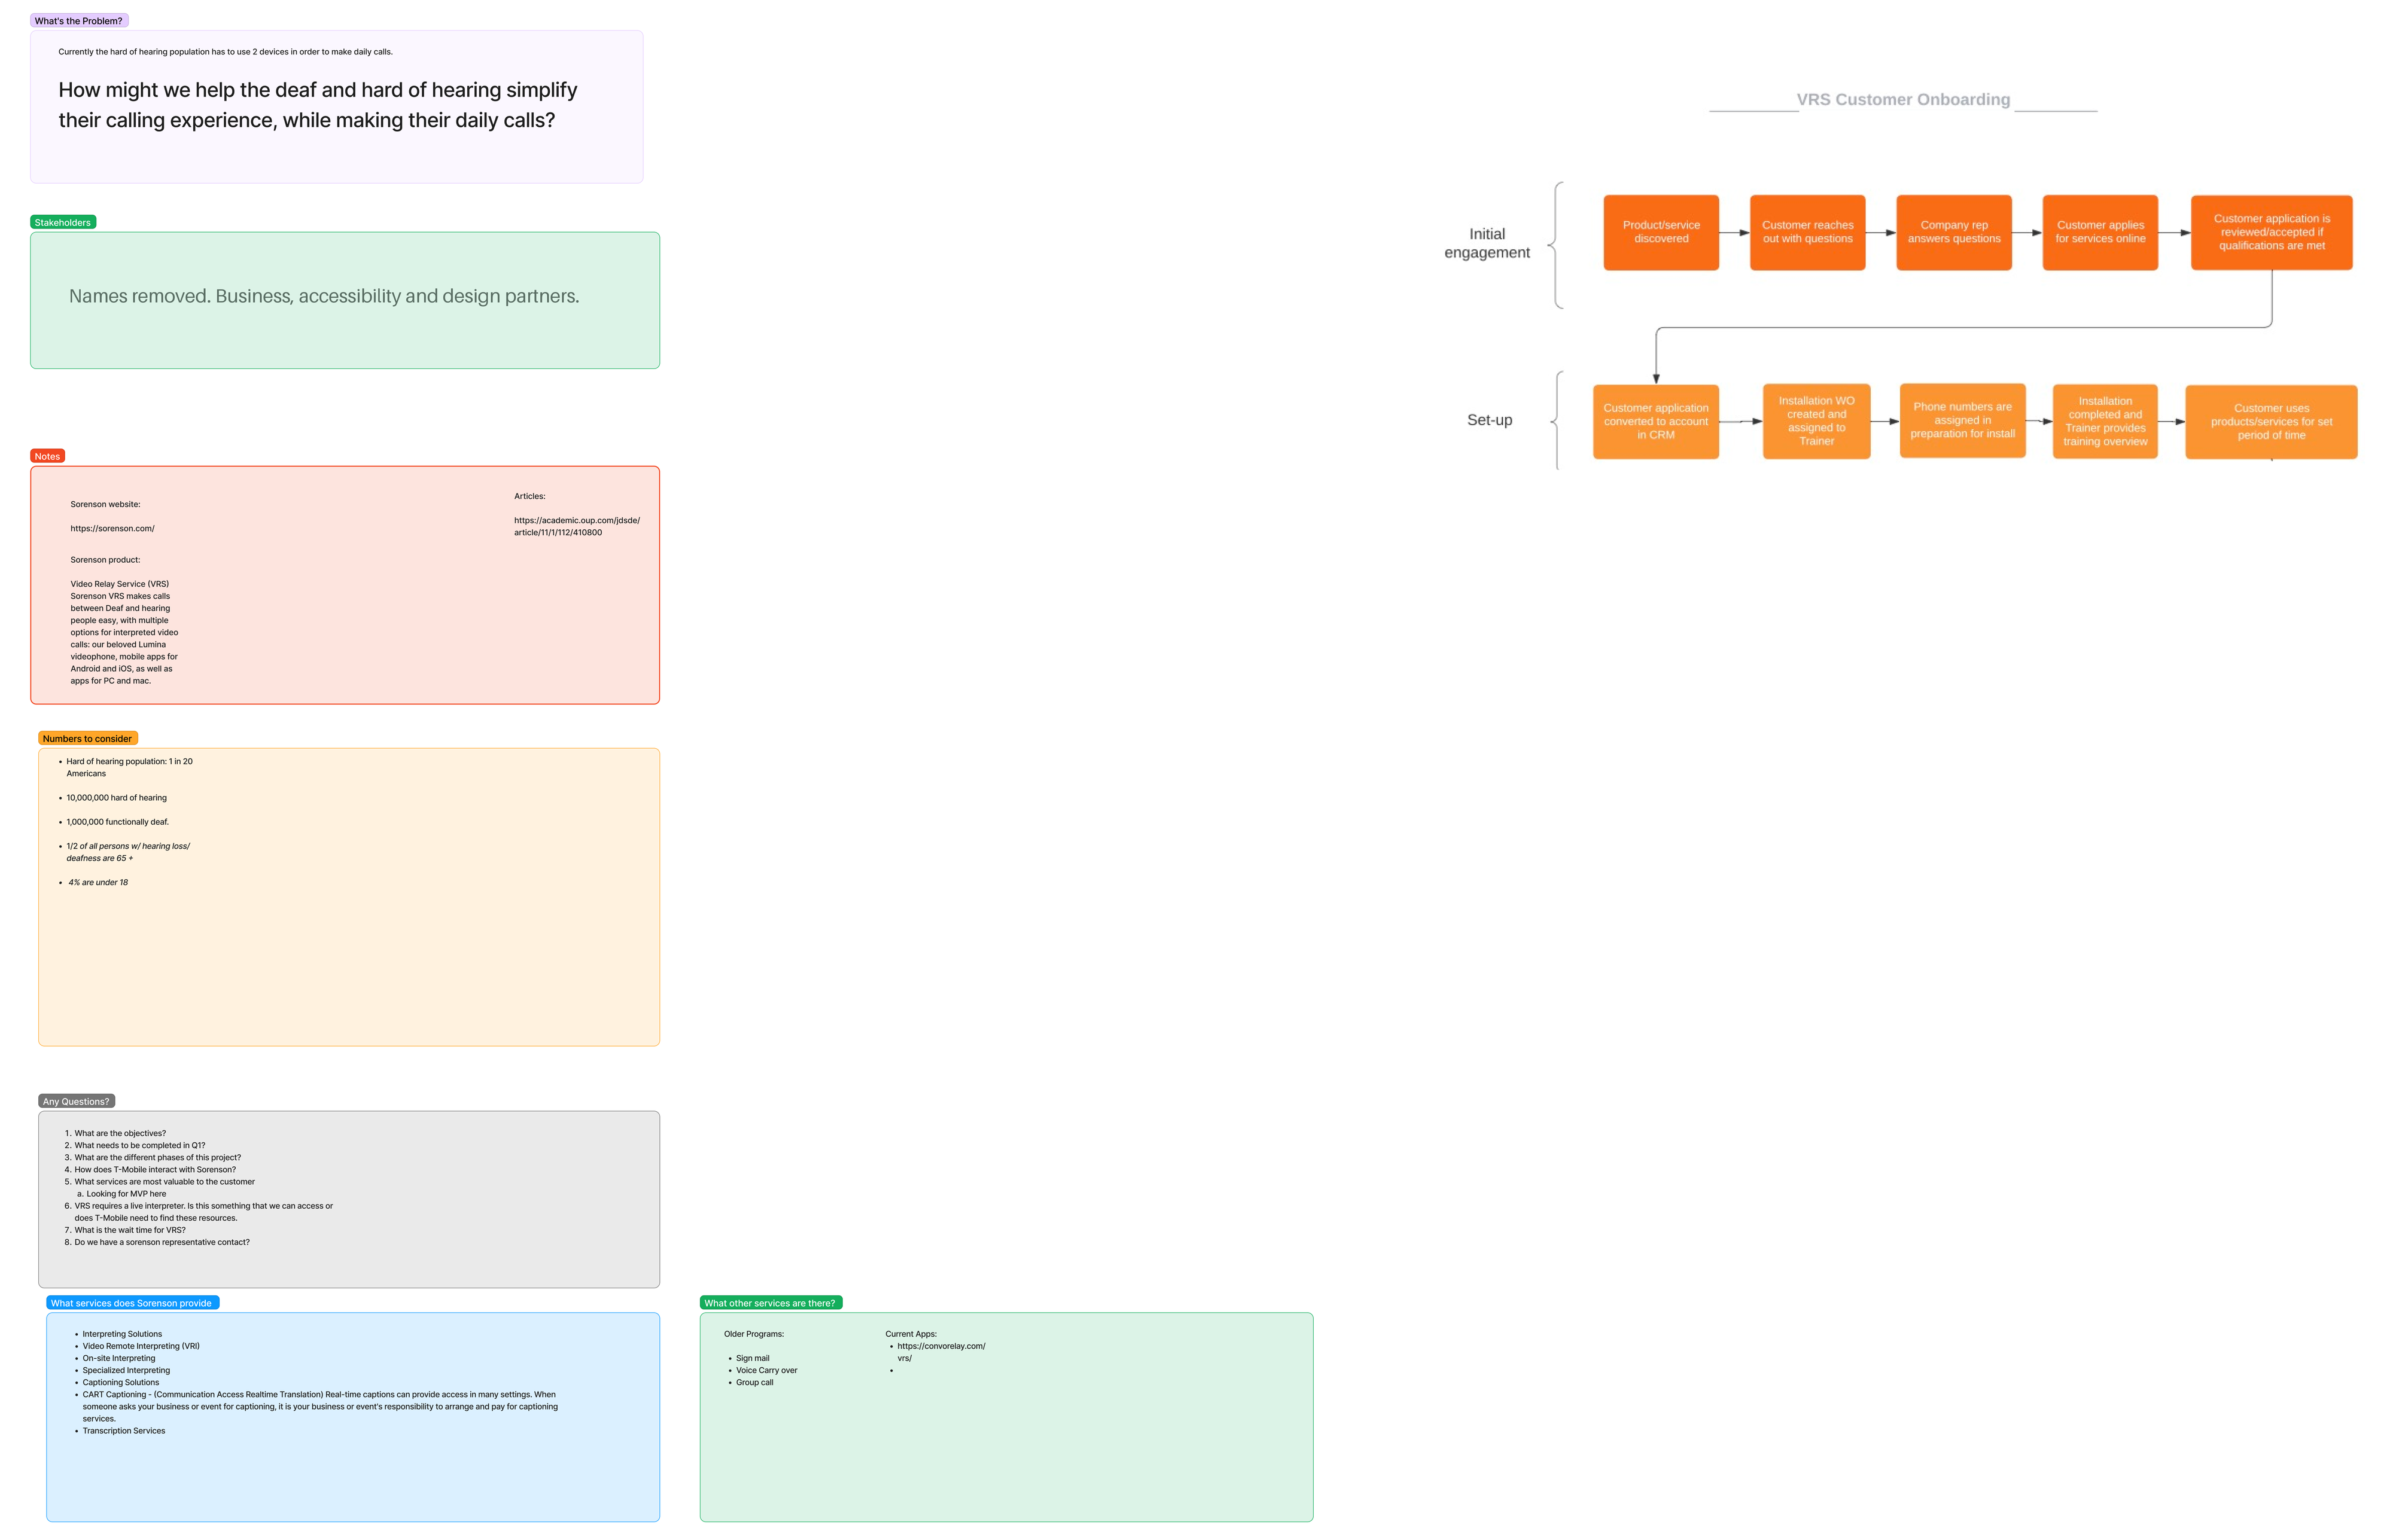 What's the Problem?
Currently the hard of hearing population has to use 2 devices in order to make daily calls.
How might we help the deaf and hard of hearing simplify
their calling experience, while making their daily calls?
Stakeholders
Names removed. Business, accessibility and design partners.
Notes
Sorenson website:
https://sorenson.com/
Sorenson product:
Video Relay Service (VRS)
Sorenson VRS makes calls
between Deaf and hearing
people easy, with multiple
options for interpreted video
calls: our beloved Lumina
videophone, mobile apps for
Android and iOS, as well as
apps for PC and mac.
Articles:
https://academic.oup.com/jdsde/
article/11/1/112/410800
Numbers to consider
• Hard of hearing population: 1 in 20
Americans
• 10,000,000 hard of hearing
• 1,000,000 functionally deaf.
• 1/2 of all persons w/ hearing loss/
deafness are 65 +
• 4% are under 18
Any Questions?
1. What are the objectives?
2. What needs to be completed in Q1?
3. What are the different phases of this project?
4. How does T-Mobile interact with Sorenson?
5. What services are most valuable to the customer
a. Looking for MVP here
6. VRS requires a live interpreter. Is this something that we can access or
does T-Mobile need to find these resources.
7. What is the wait time for VRS?
8. Do we have a sorenson representative contact?
What services does Sorenson provide
• Interpreting Solutions
• Video Remote Interpreting (VRI)
• On-site Interpreting
• Specialized Interpreting
• Captioning Solutions
• CART Captioning - (Communication Access Realtime Translation) Real-time captions can provide access in many settings. When
someone asks your business or event for captioning, it is your business or event's responsibility to arrange and pay for captioning
services.
• Transcription Services
What other services are there?
Older Programs:
• Sign mail
• Voice Carry over
• Group call
Current Apps:
• https://convorelay.com/
vrs/
•
VRS Customer Onboarding
Initial
engagement
Product/service
discovered
Customer reaches
out with questions
Company rep
answers questions
Customer applies
for services online
Customer application is
reviewed/accepted if
qualifications are met
Set-up
Customer application
converted to account
in CRM
Installation WO
created and
assigned to
Trainer
Phone numbers are
assigned in
preparation for install
Installation
completed and
Trainer provides
training overview
Customer uses
products/services for set
period of time